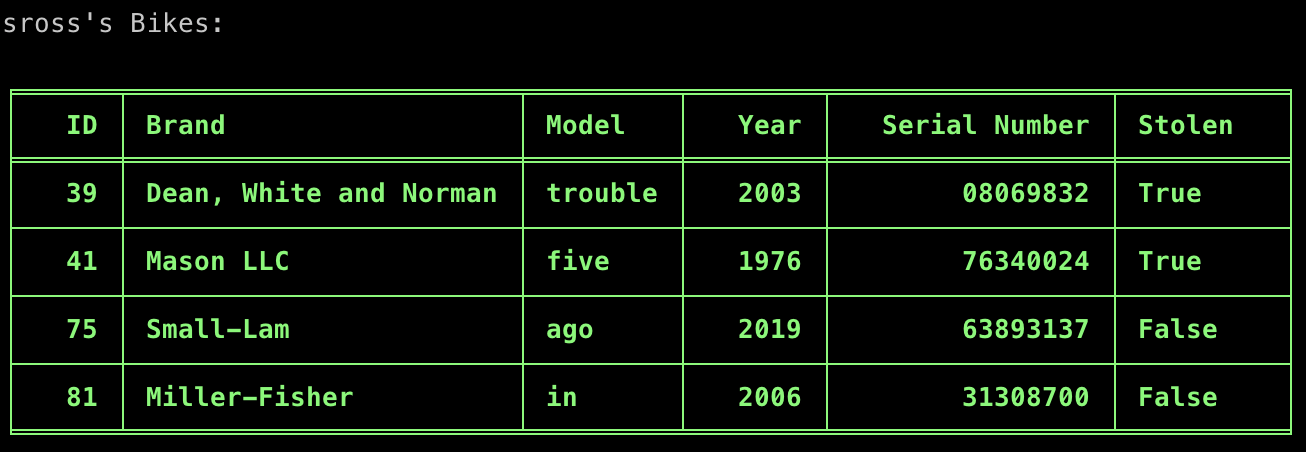 sross's Bikes:
ID Brand Model Year Serial Number Stolen
39 Dean, White and Norman trouble 2003 08069832 True
41 Mason LLC five 1976 76340024 True
75 Small-Lam ago 2019 63893137 False
81 Miller-Fisher in 2006 31308700 False